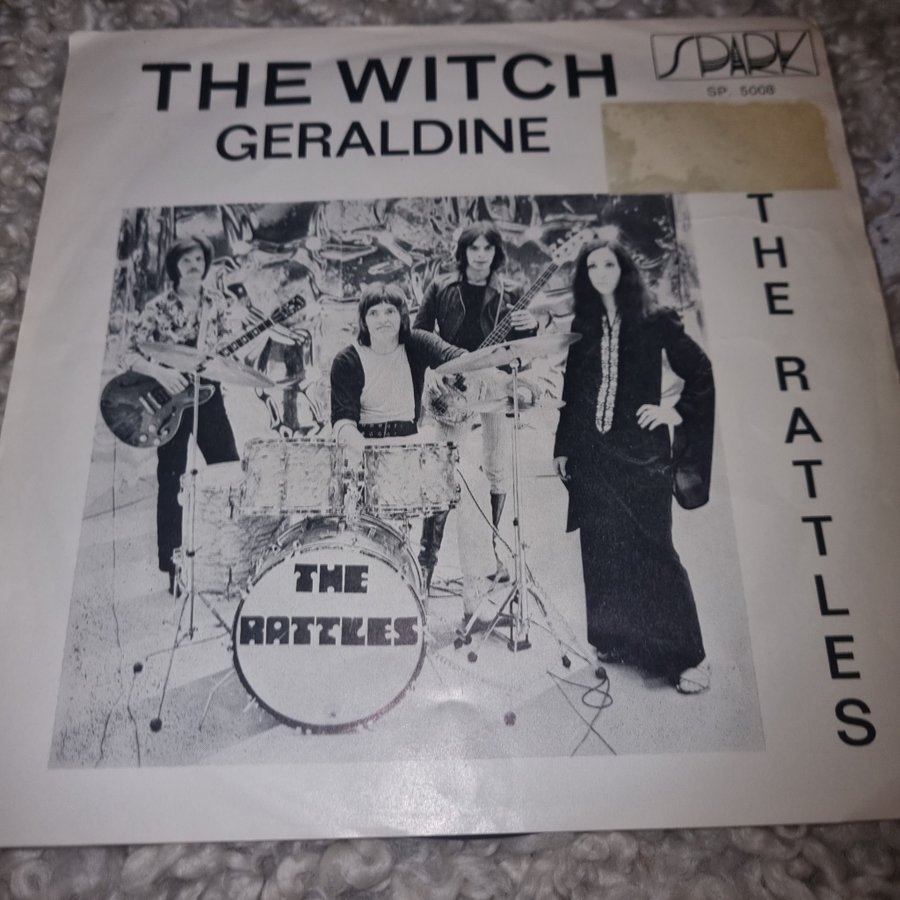 THE WITCH
GERALDINE
SPARK
SP. 5008
THE RATTLES
THE
RATTLES